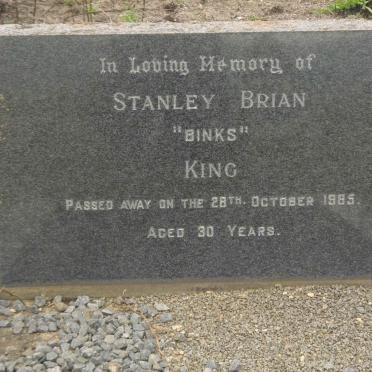 In Loving Memory of
STANLEY BRIAN
"BINKS"
KING
PASSED AWAY ON THE 28TH. OCTOBER 1985.
AGED 30 YEARS.